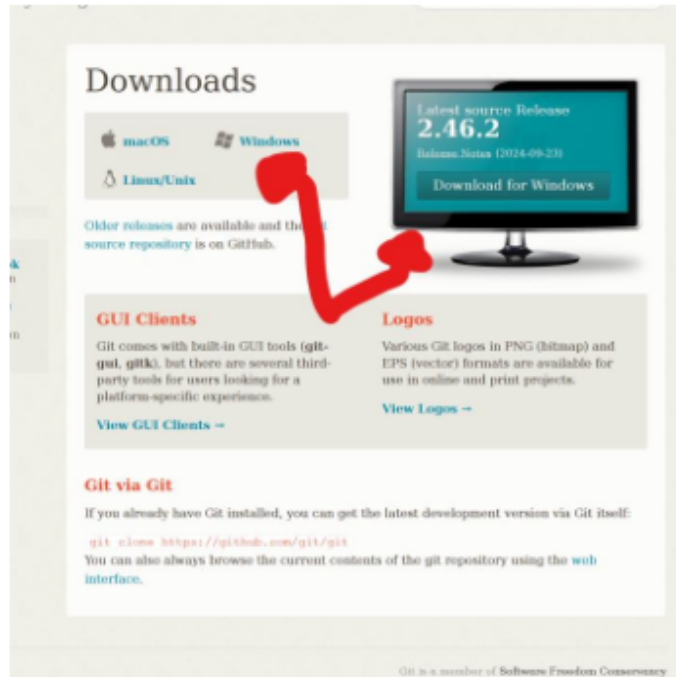 Downloads
macOS
Windows
Linux/Unix
Older releases are available and the
source repository is on GitHub.
Latest source Release
2.46.2
Release Notes (2024-09-23)
Download for Windows
GUI Clients
Git comes with built-in GUI tools (git-
gui, gitk), but there are several third-
party tools for users looking for a
platform-specific experience.
View GUI Clients →
Logos
Various Git logos in PNG (bitmap) and
EPS (vector) formats are available for
use in online and print projects.
View Logos →
Git via Git
If you already have Git installed, you can get the latest development version via Git itself:
git clone https://github.com/git/git
You can also always browse the current contents of the git repository using the web
interface.
Git is a member of Software Freedom Conservancy